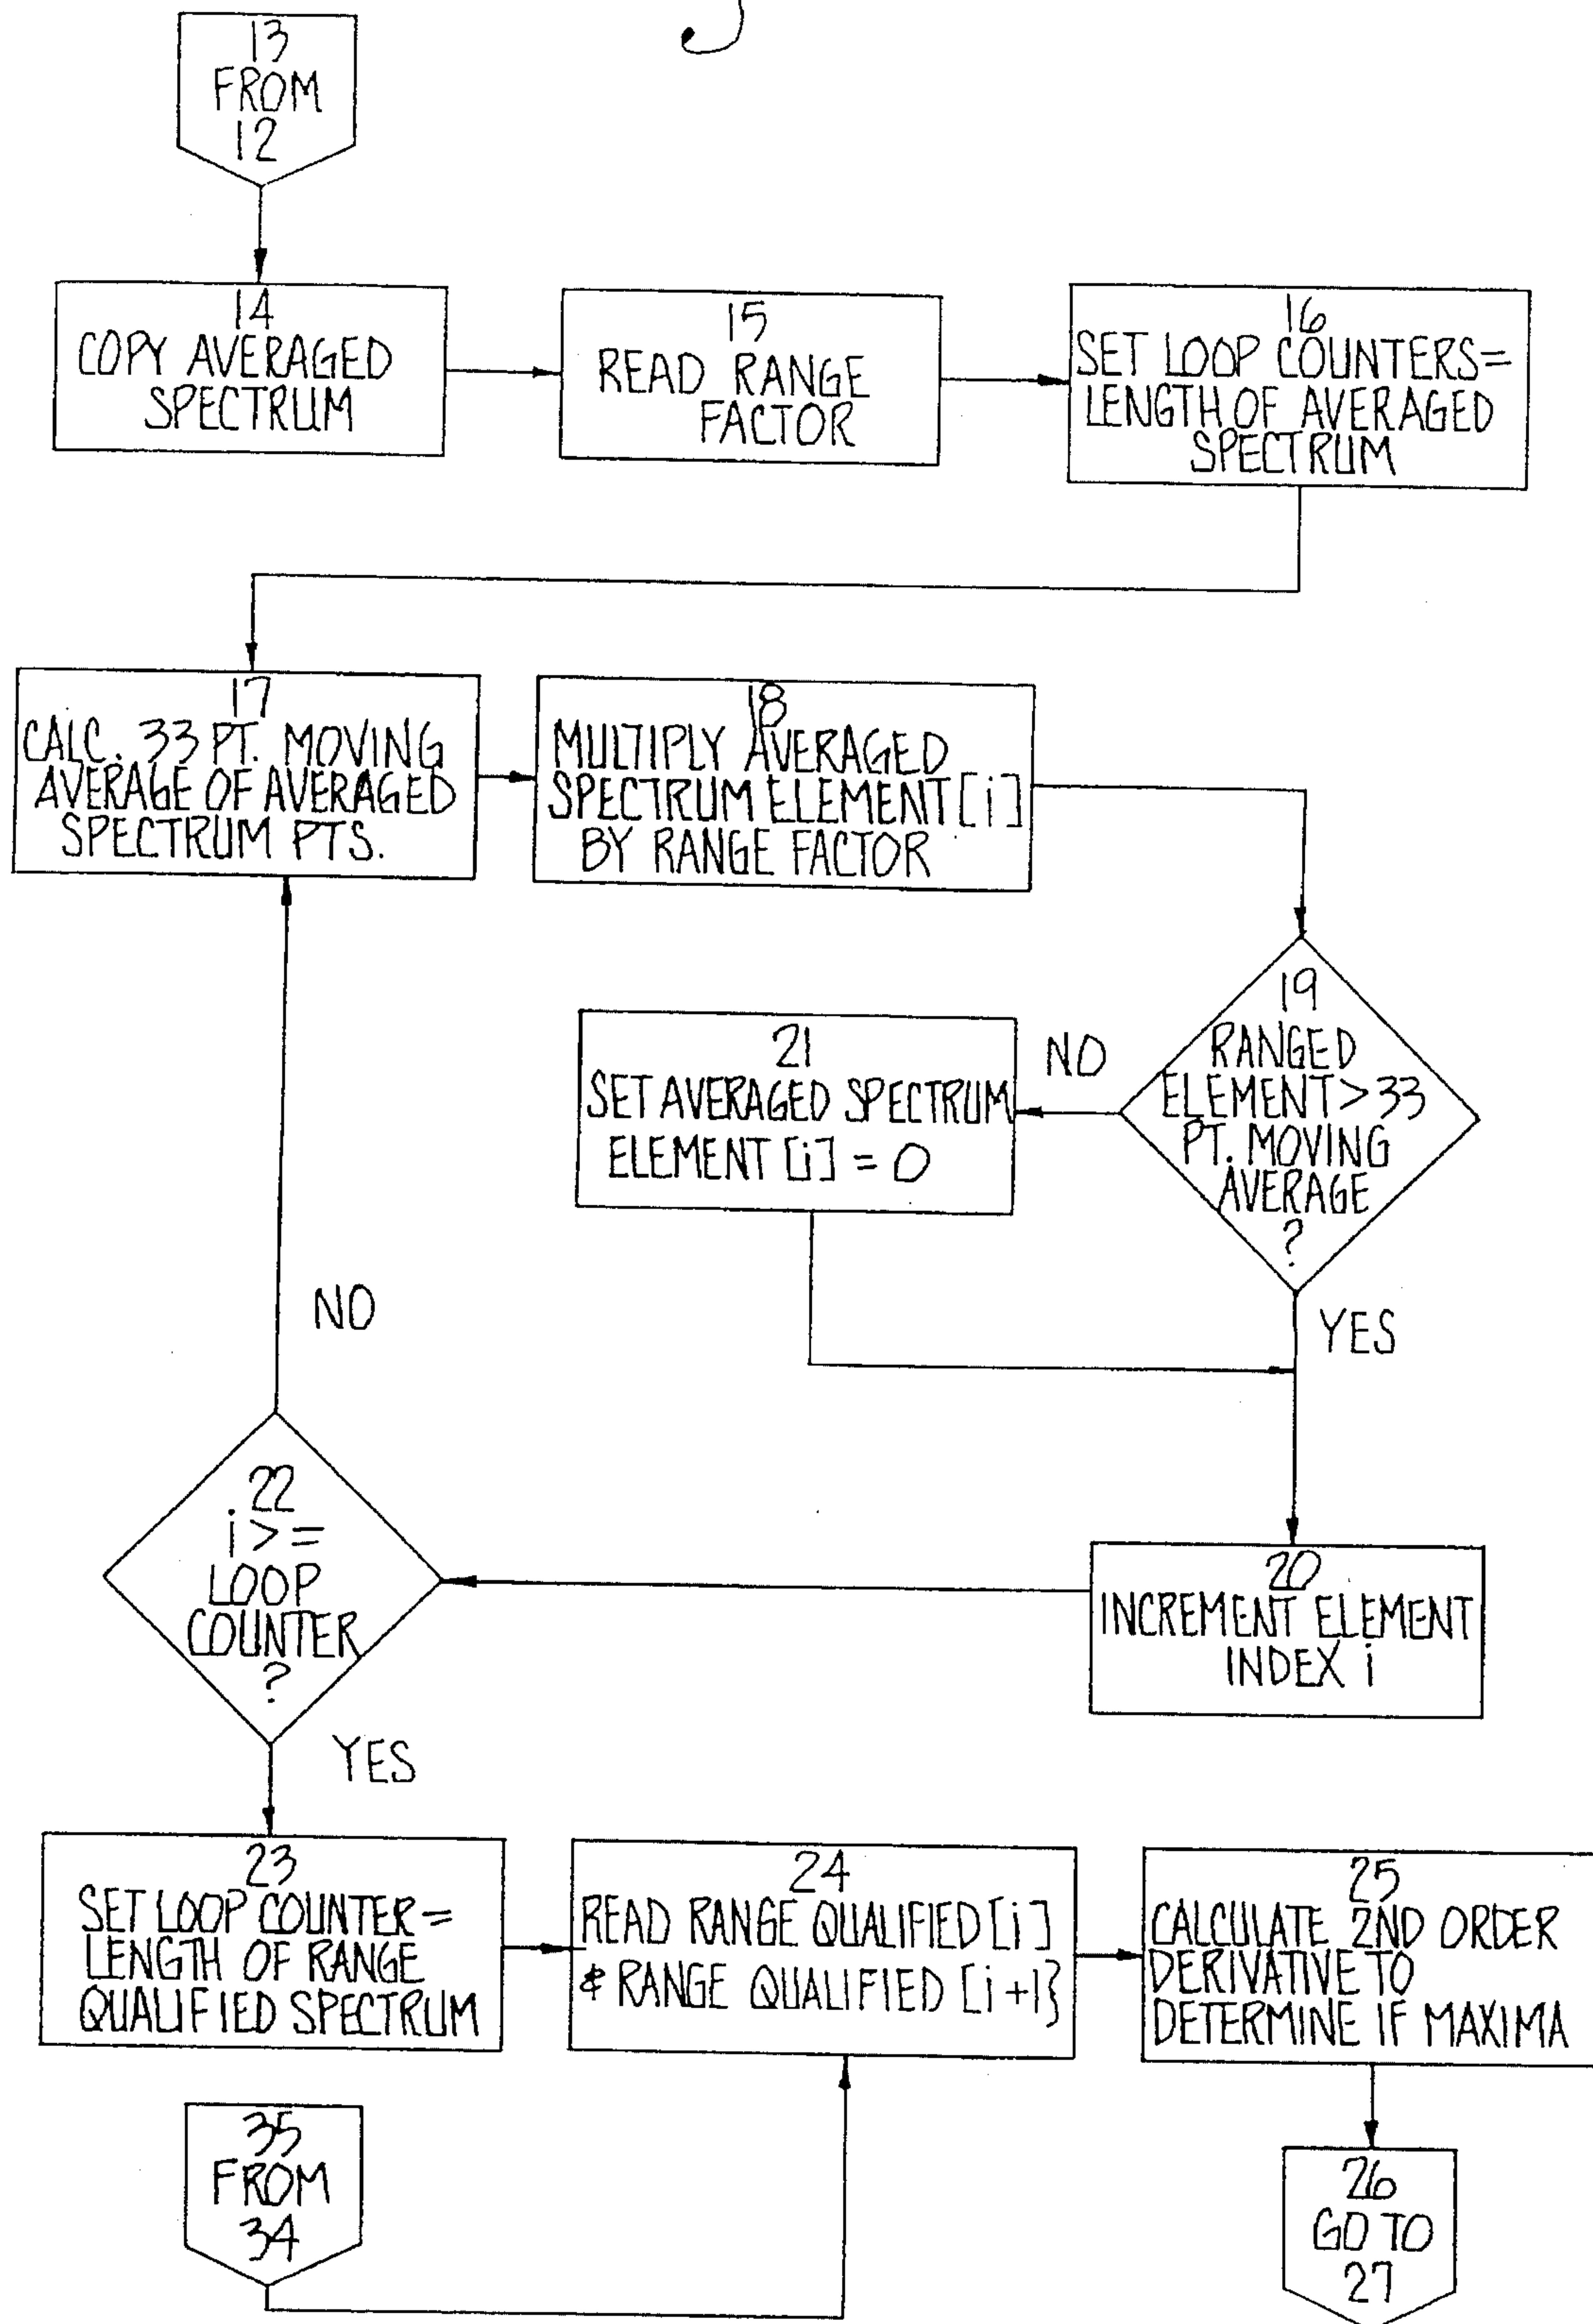 13
FROM
12
14
COPY AVERAGED
SPECTRUM
15
READ RANGE
FACTOR
16
SET LOOP COUNTERS=
LENGTH OF AVERAGED
SPECTRUM
17
CALC. 33 PT. MOVING
AVERAGE OF AVERAGED
SPECTRUM PTS.
18
MULTIPLY AVERAGED
SPECTRUM ELEMENT [i]
BY RANGE FACTOR
19
RANGED
ELEMENT>33
PT. MOVING
AVERAGE
?
NO
21
SET AVERAGED SPECTRUM
ELEMENT [i] = 0
YES
NO
22
i >=
LOOP
COUNTER
?
20
INCREMENT ELEMENT
INDEX i
YES
23
SET LOOP COUNTER=
LENGTH OF RANGE
QUALIFIED SPECTRUM
24
READ RANGE QUALIFIED [i]
& RANGE QUALIFIED [i+1}
25
CALCULATE 2ND ORDER
DERIVATIVE TO
DETERMINE IF MAXIMA
35
FROM
34
26
GO TO
27